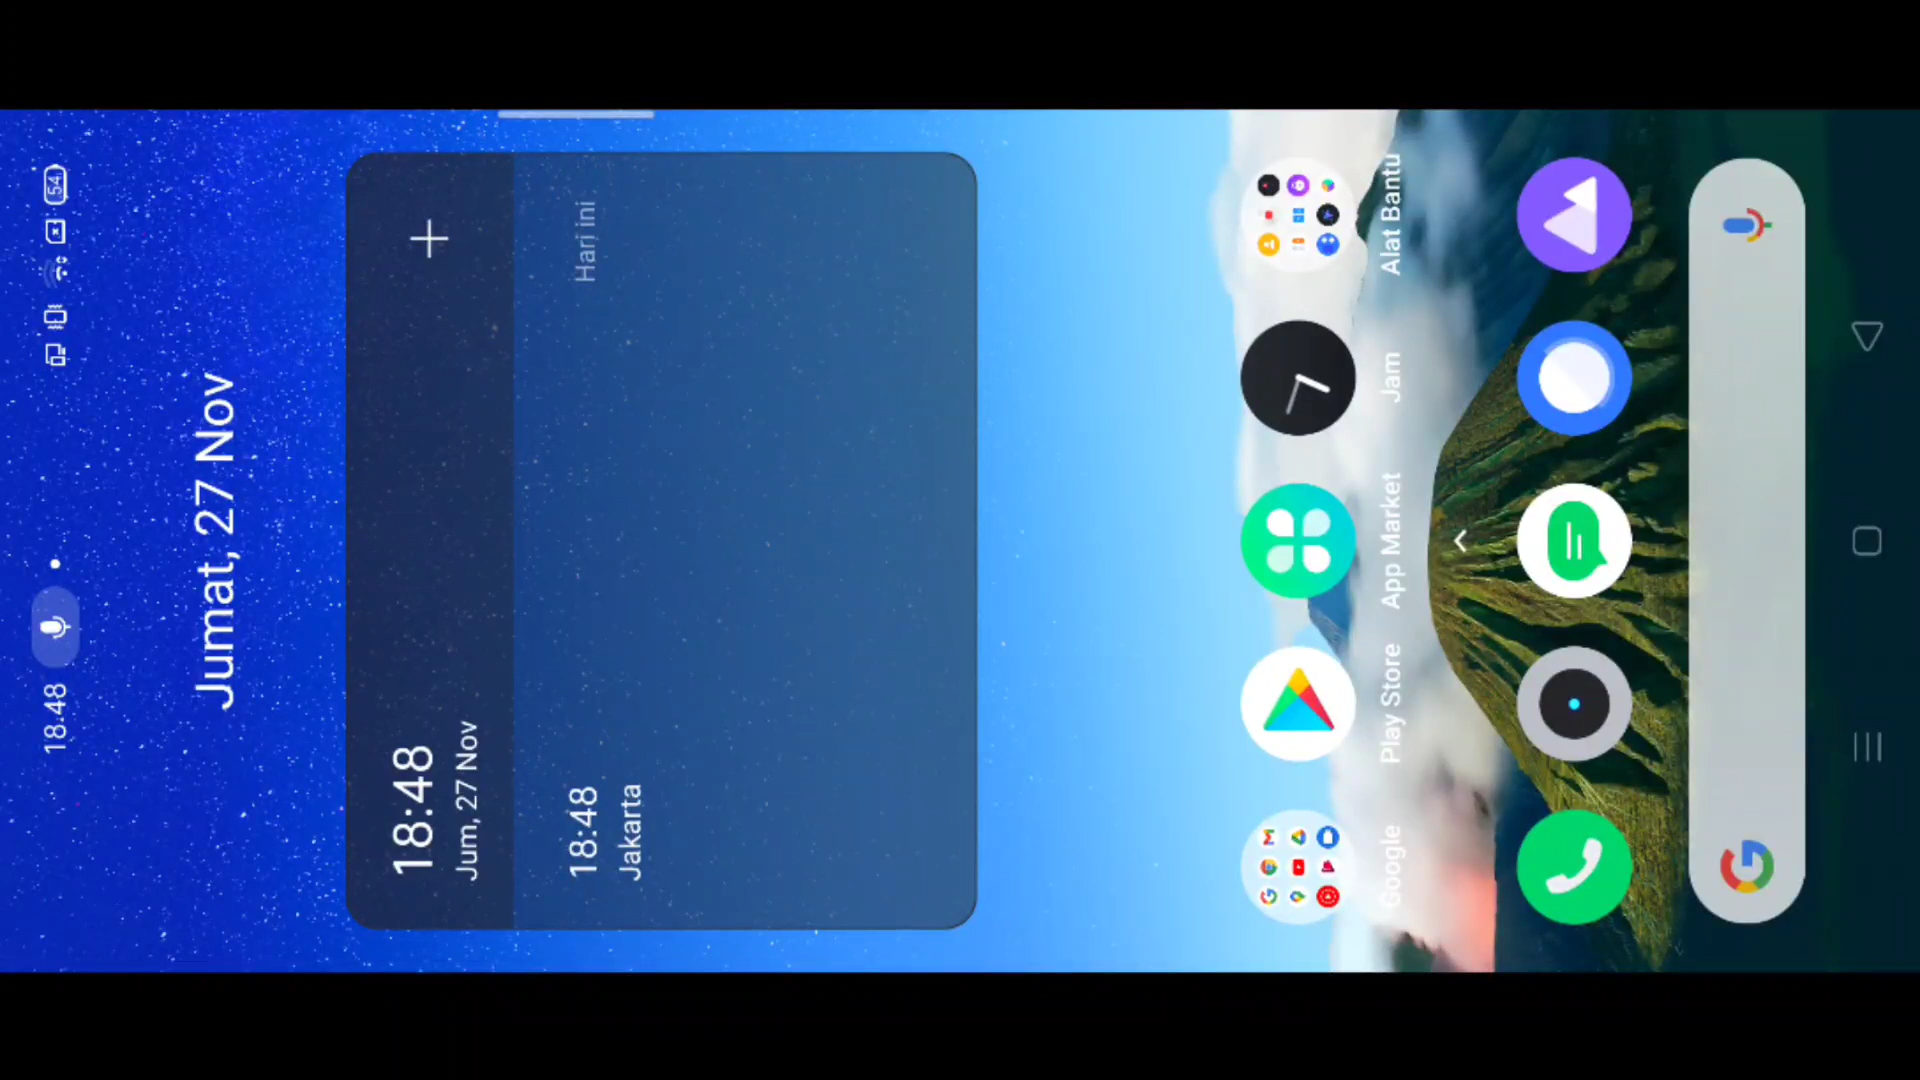 18.48
54
Jumat, 27 Nov
18:48
Jum, 27 Nov
18:48
Hari ini
Jakarta
Google
Play Store
App Market
Jam
Alat Bantu